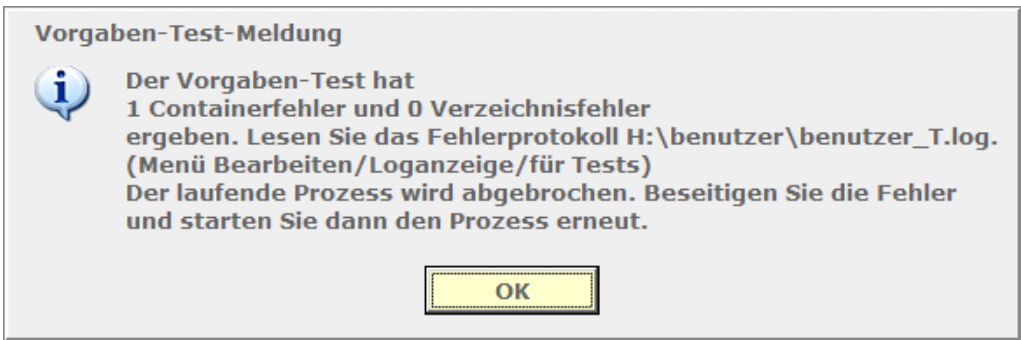 Vorgaben-Test-Meldung
Der Vorgaben-Test hat
1 Containerfehler und 0 Verzeichnisfehler
ergeben. Lesen Sie das Fehlerprotokoll H:\benutzer\benutzer_T.log.
(Menü Bearbeiten/Loganzeige/für Tests)
Der laufende Prozess wird abgebrochen. Beseitigen Sie die Fehler
und starten Sie dann den Prozess erneut.
OK